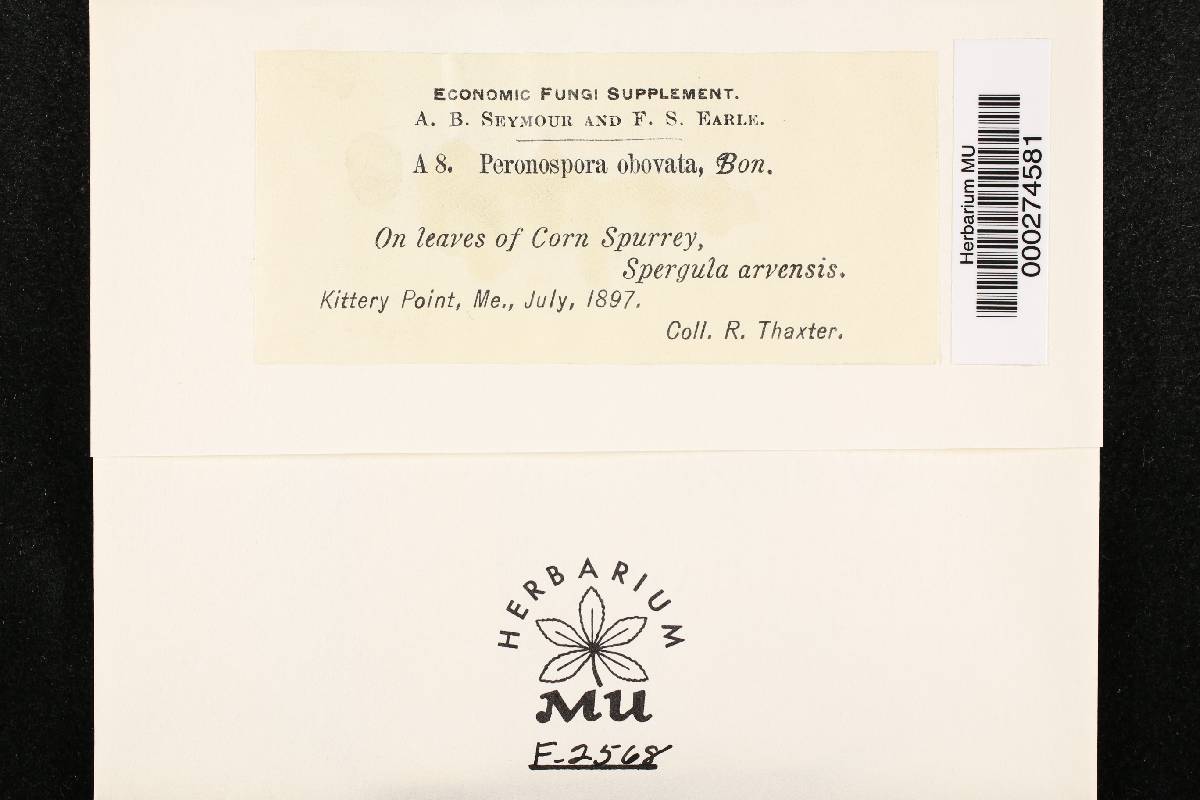 ECONOMIC FUNGI SUPPLEMENT.
A. B. SEYMOUR AND F. S. EARLE.
A 8. Peronospora obovata, Bon.
On leaves of Corn Spurrey,
Spergula arvensis.
Kittery Point, Me., July, 1897.
Coll. R. Thaxter.
Herbarium MU
000274581
HERBARIUM
MU
F-2568